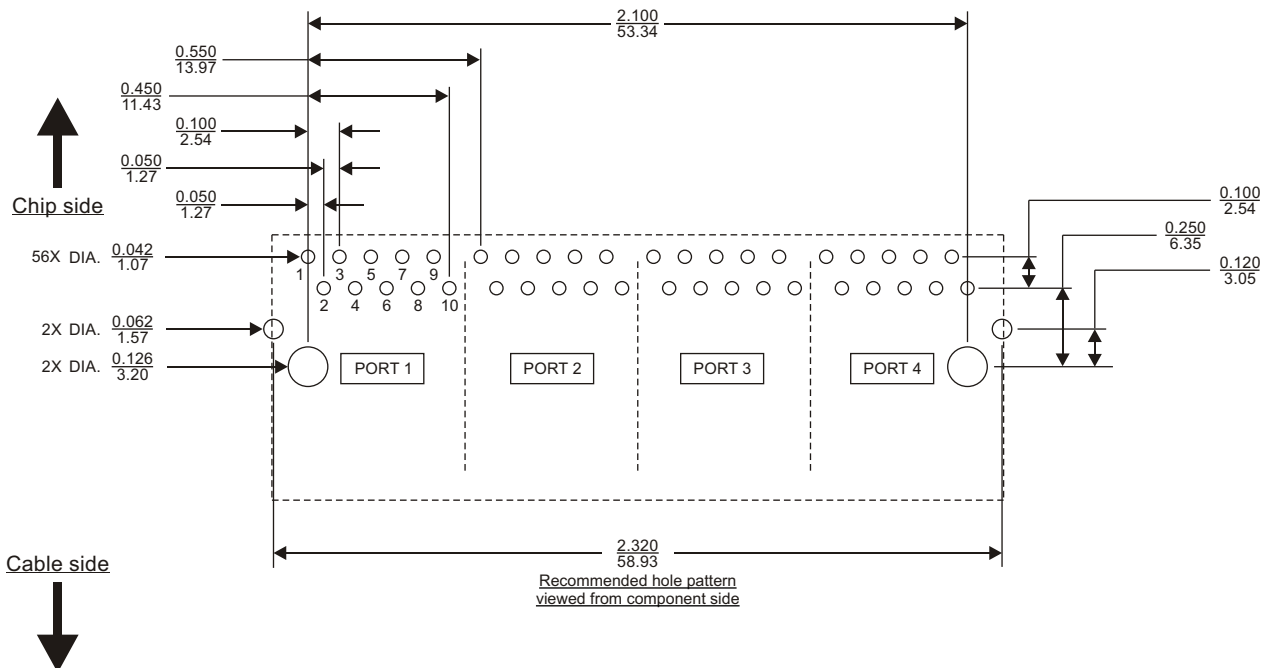 2.100
53.34
0.550
13.97
0.450
11.43
0.100
2.54
0.050
1.27
0.050
1.27
Chip side
0.100
2.54
0.250
6.35
0.120
3.05
56X DIA. 0.042
1.07
1 3 5 7 9
2 4 6 8 10
2X DIA. 0.062
1.57
2X DIA. 0.126
3.20
PORT 1 PORT 2 PORT 3 PORT 4
2.320
58.93
Cable side
Recommended hole pattern
viewed from component side